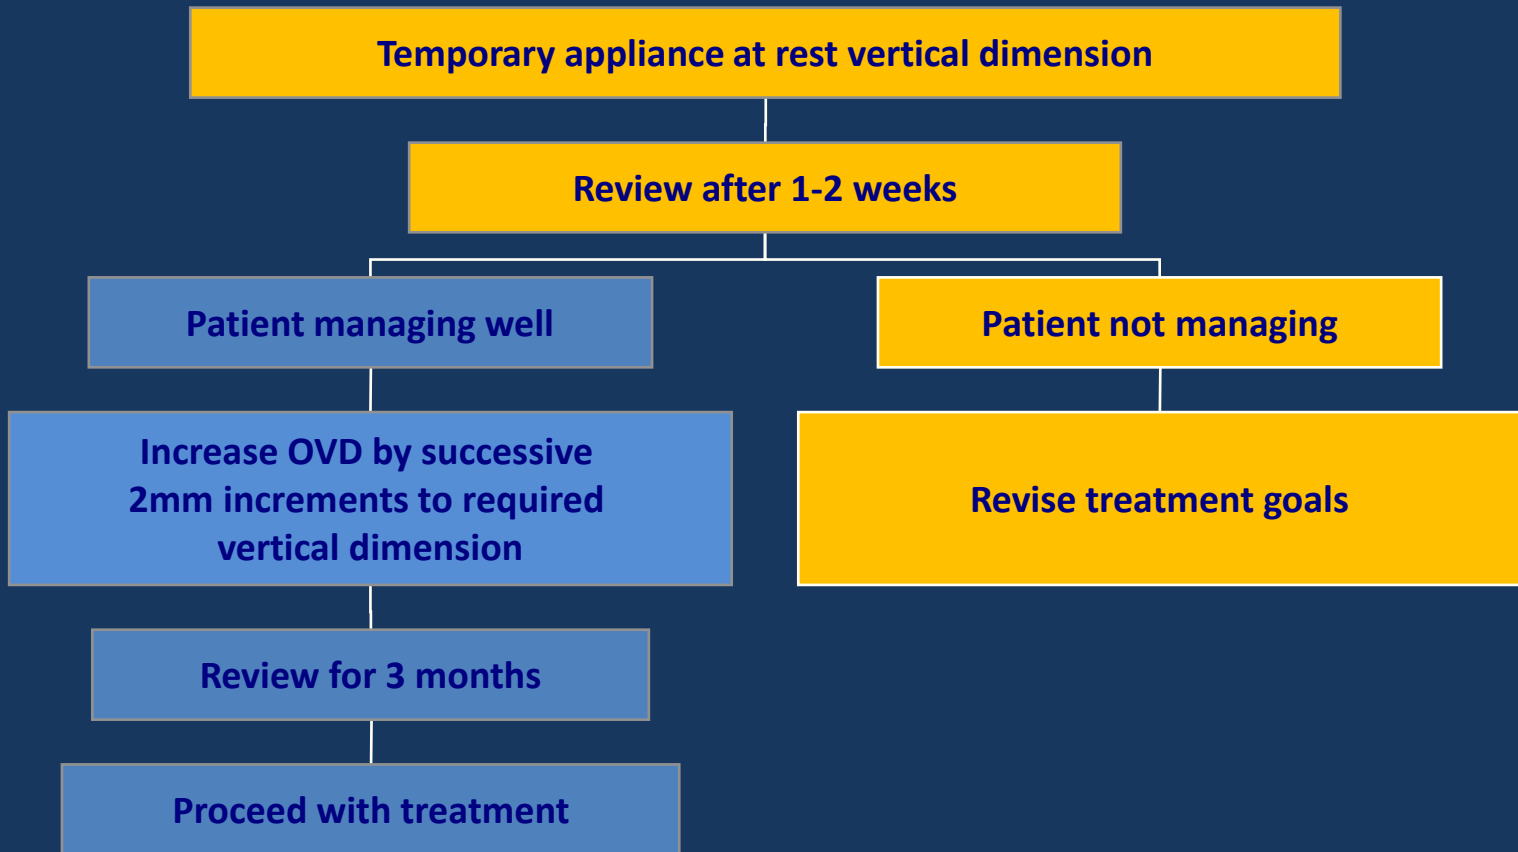 Temporary appliance at rest vertical dimension
Review after 1-2 weeks
Patient managing well
Patient not managing
Increase OVD by successive
2mm increments to required
vertical dimension
Revise treatment goals
Review for 3 months
Proceed with treatment